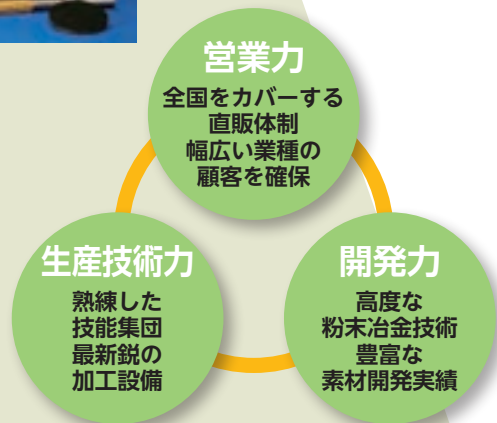 営業力
全国をカバーする
直販体制
幅広い業種の
顧客を確保
生産技術力
熟練した
技能集団
最新鋭の
加工設備
開発力
高度な
粉末冶金技術
豊富な
素材開発実績